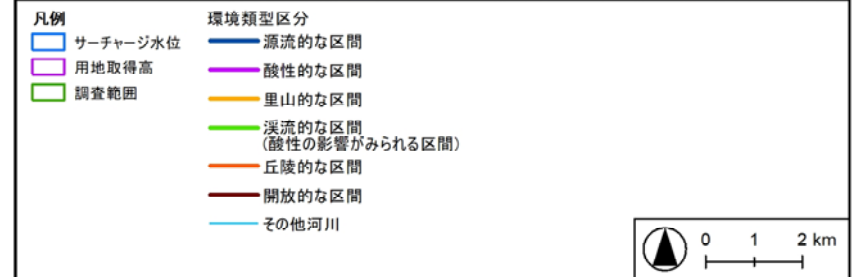 凡例
サーチャージ水位
用地取得高
調査範囲
環境類型区分
源流的な区間
酸性的な区間
里山的な区間
渓流的な区間
(酸性の影響がみられる区間)
丘陵的な区間
開放的な区間
その他河川
0 1 2 km